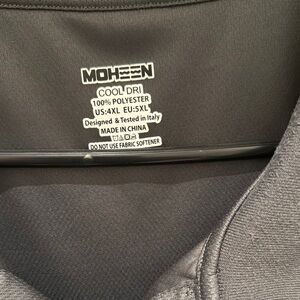 MOHEEN
COOL DRI
100% POLYESTER
US:4XL EU:5XL
Designed & Tested in Italy
MADE IN CHINA
DO NOT USE FABRIC SOFTENER